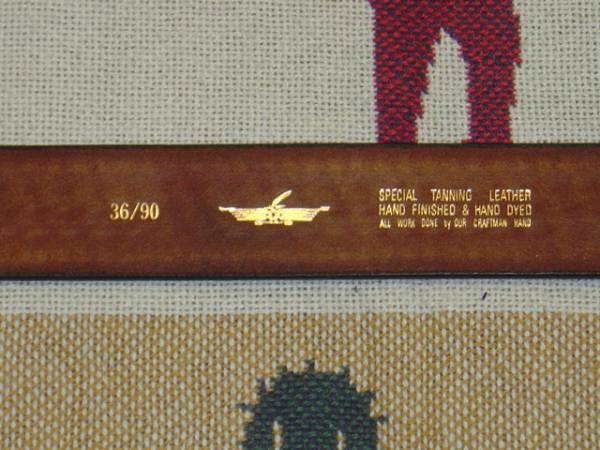 36/90
SPECIAL TANNING LEATHER
HAND FINISHED & HAND DYED
ALL WORK DONE by OUR CRAFTMAN HAND